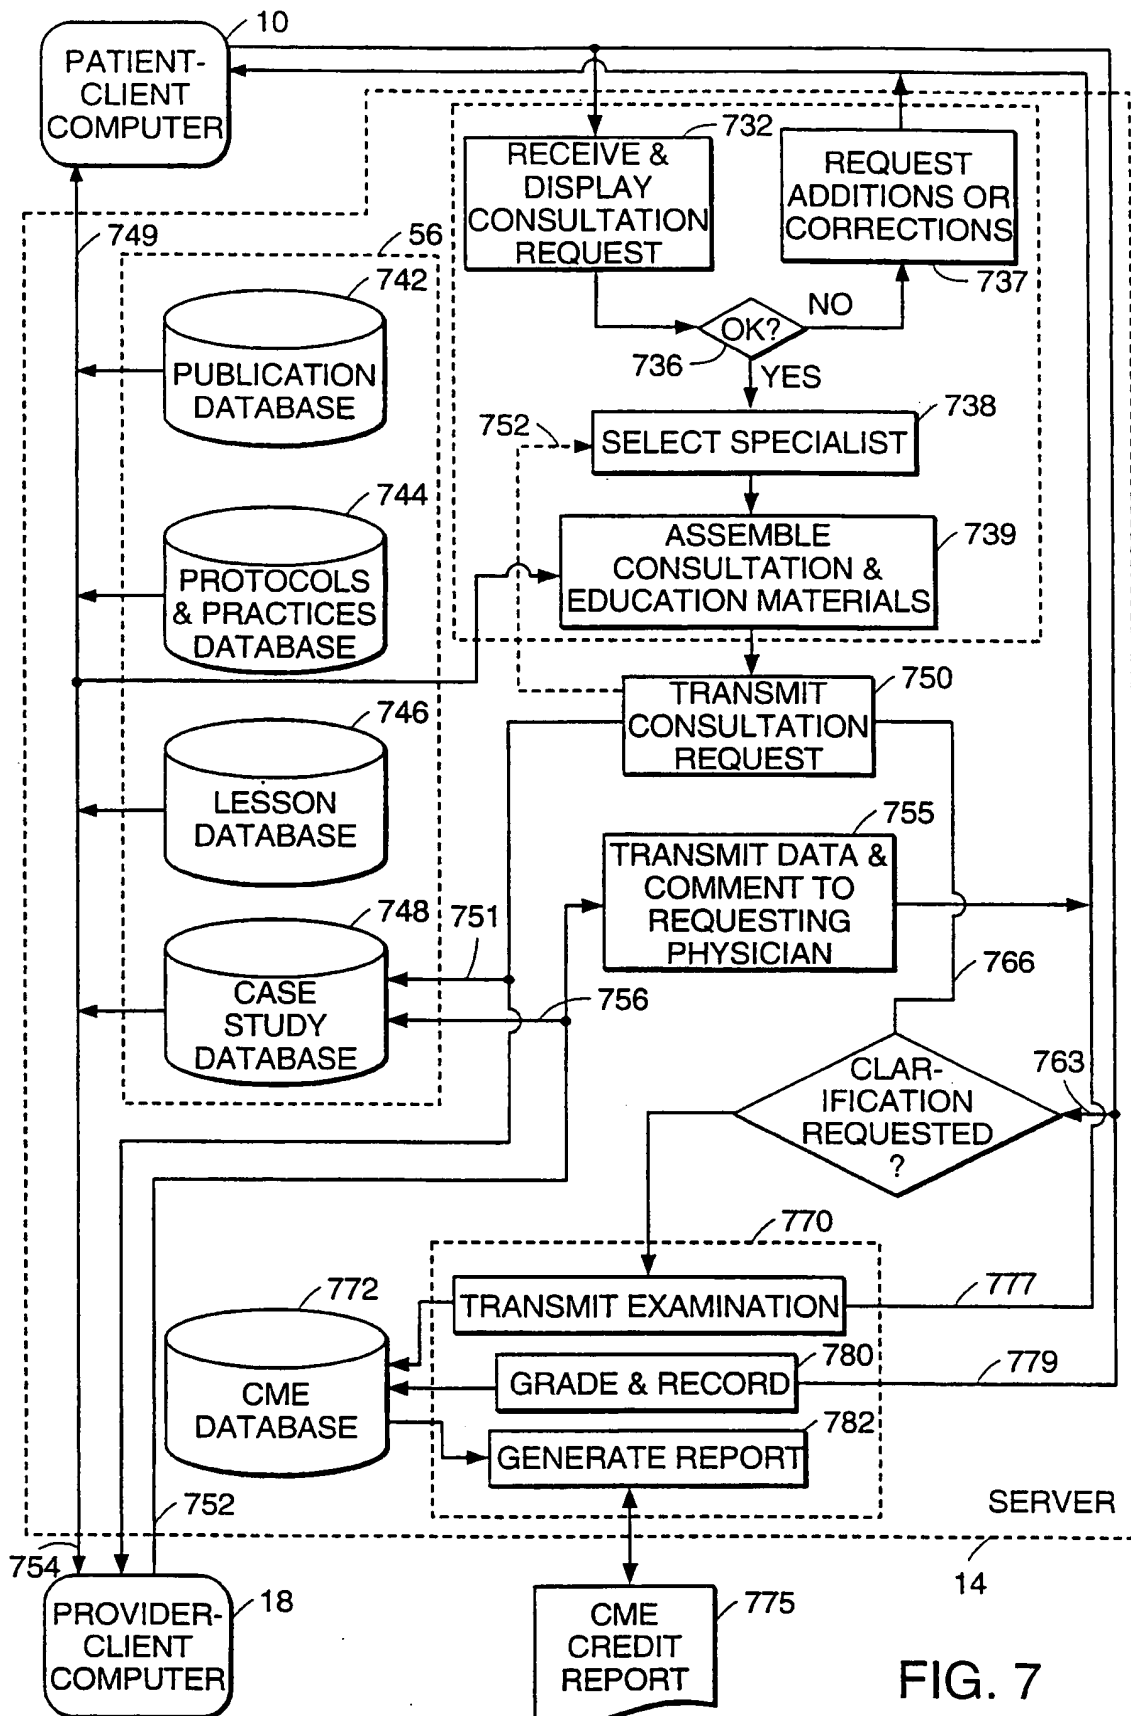 10
PATIENT-
CLIENT
COMPUTER
732
RECEIVE &
DISPLAY
CONSULTATION
REQUEST
REQUEST
ADDITIONS OR
CORRECTIONS
737
749
56
742
PUBLICATION
DATABASE
OK?
NO
736
YES
738
752
SELECT SPECIALIST
744
PROTOCOLS
& PRACTICES
DATABASE
ASSEMBLE
CONSULTATION &
EDUCATION MATERIALS
739
750
TRANSMIT
CONSULTATION
REQUEST
746
LESSON
DATABASE
755
TRANSMIT DATA &
COMMENT TO
REQUESTING
PHYSICIAN
748
751
CASE
STUDY
DATABASE
756
766
763
CLAR-
IFICATION
REQUESTED
?
770
772
TRANSMIT EXAMINATION
777
CME
DATABASE
780
GRADE & RECORD
779
782
GENERATE REPORT
752
SERVER
754
14
18
PROVIDER-
CLIENT
COMPUTER
775
CME
CREDIT
REPORT
FIG. 7